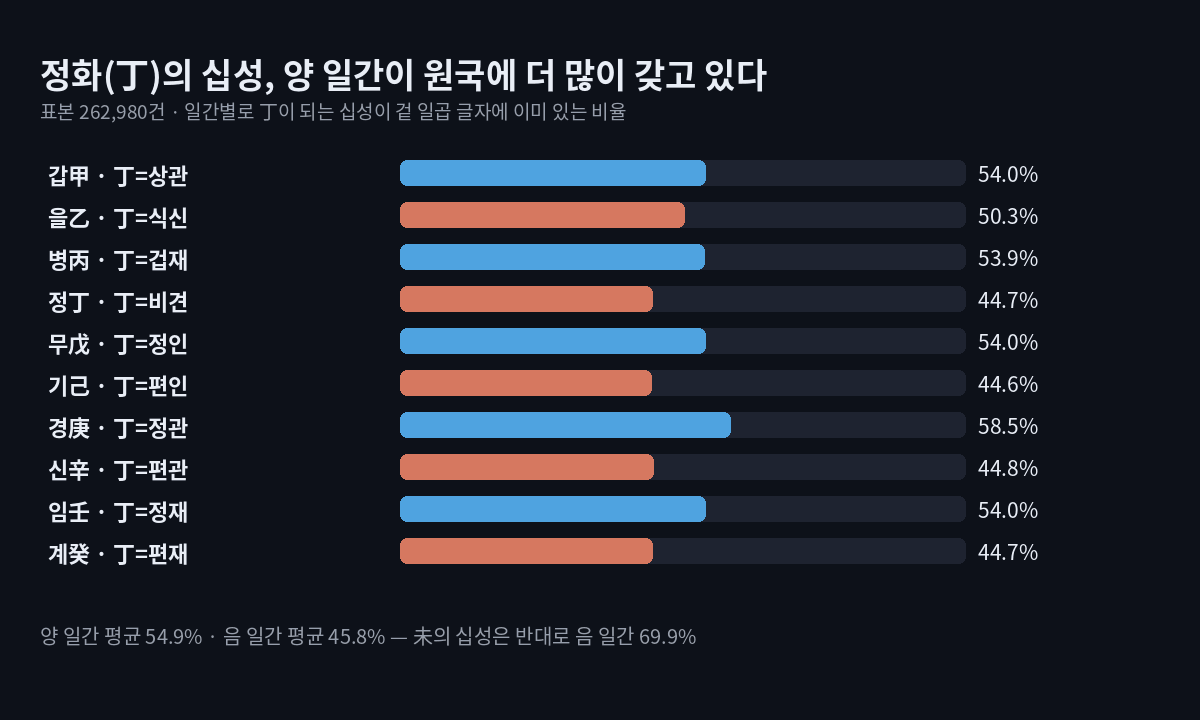 정화(丁)의 십성, 양 일간이 원국에 더 많이 갖고 있다
표본 262,980건 · 일간별로 丁이 되는 십성이 겉 일곱 글자에 이미 있는 비율
갑甲 · 丁=상관 54.0%
을乙 · 丁=식신 50.3%
병丙 · 丁=겁재 53.9%
정丁 · 丁=비견 44.7%
무戊 · 丁=정인 54.0%
기己 · 丁=편인 44.6%
경庚 · 丁=정관 58.5%
신辛 · 丁=편관 44.8%
임壬 · 丁=정재 54.0%
계癸 · 丁=편재 44.7%
양 일간 평균 54.9% · 음 일간 평균 45.8% — 未의 십성은 반대로 음 일간 69.9%